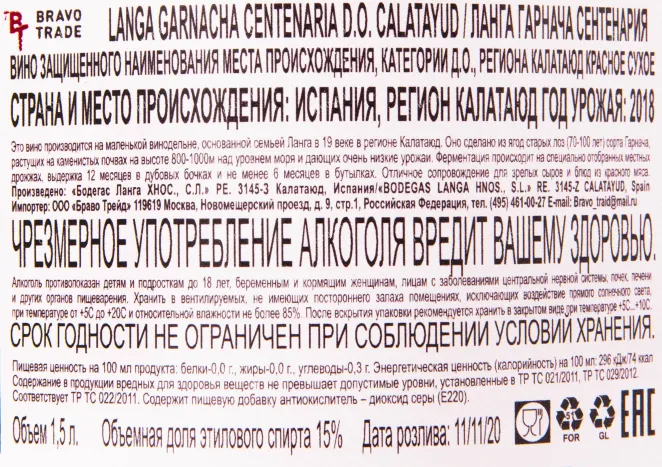 BRAVO TRADE
LANGA GARNACHA CENTENARIA D.O. CALATAYUD / ЛАНГА ГАРНАЧА СЕНТЕНАРИЯ
ВИНО ЗАЩИЩЕННОГО НАИМЕНОВАНИЯ МЕСТА ПРОИСХОЖДЕНИЯ, КАТЕГОРИИ Д.О., РЕГИОНА КАЛАТАЮД КРАСНОЕ СУХОЕ
СТРАНА И МЕСТО ПРОИСХОЖДЕНИЯ: ИСПАНИЯ, РЕГИОН КАЛАТАЮД ГОД УРОЖАЯ: 2018
Это вино производится на маленькой винодельне, основанной семьей Ланга в 19 веке в регионе Калатаюд. Оно сделано из ягод старых лоз (70-100 лет) сорта Гарнача,
растущих на каменистых почвах на высоте 800-1000м над уровнем моря и дающих очень низкие урожаи. Ферментация происходит на специально отобранных местных
дрожжах, выдержка 12 месяцев в дубовых бочках и не менее 6 месяцев в бутылках. Отличное сопровождение для зрелых сыров и блюд из красного мяса.
Произведено: «Бодегас Ланга ХНОС., С.Л.» РЕ. 3145-З Калатаюд, Испания/«BODEGAS LANGA HNOS., S.L.» RE. 3145-Z CALATAYUD, Spain
Импортер: ООО «Браво Трейд» 119619 Москва, Новомещерский проезд, д. 9, стр.1, Российская Федерация, тел. (495) 461-00-27 E-mail: Bravo_traid@mail.ru
ЧРЕЗМЕРНОЕ УПОТРЕБЛЕНИЕ АЛКОГОЛЯ ВРЕДИТ ВАШЕМУ ЗДОРОВЬЮ.
Алкоголь противопоказан детям и подросткам до 18 лет, беременным и кормящим женщинам, лицам с заболеваниями центральной нервной системы, почек, печени
и других органов пищеварения. Хранить в вентилируемых, не имеющих постороннего запаха помещениях, исключающих воздействие прямого солнечного света,
при температуре от +5С до +20С и относительной влажности не более 85%. После вскрытия упаковки рекомендуется хранить в закрытом виде при температуре +5С...+10С.
СРОК ГОДНОСТИ НЕ ОГРАНИЧЕН ПРИ СОБЛЮДЕНИИ УСЛОВИЙ ХРАНЕНИЯ.
Пищевая ценность на 100 мл продукта: белки-0,0 г., жиры-0,0 г., углеводы-0,3 г. Энергетическая ценность (калорийность) на 100 мл: 296 кДж/74 ккал
Содержание в продукции вредных для здоровья веществ не превышает допустимые уровни, установленные в ТР ТС 021/2011, ТР ТС 029/2012.
Соответствует ТР ТС 022/2011. Содержит пищевую добавку антиокислитель – диоксид серы (Е220).
Объем 1,5 л. Объемная доля этилового спирта 15% Дата розлива: 11/11/20 51 FOR GL EAC